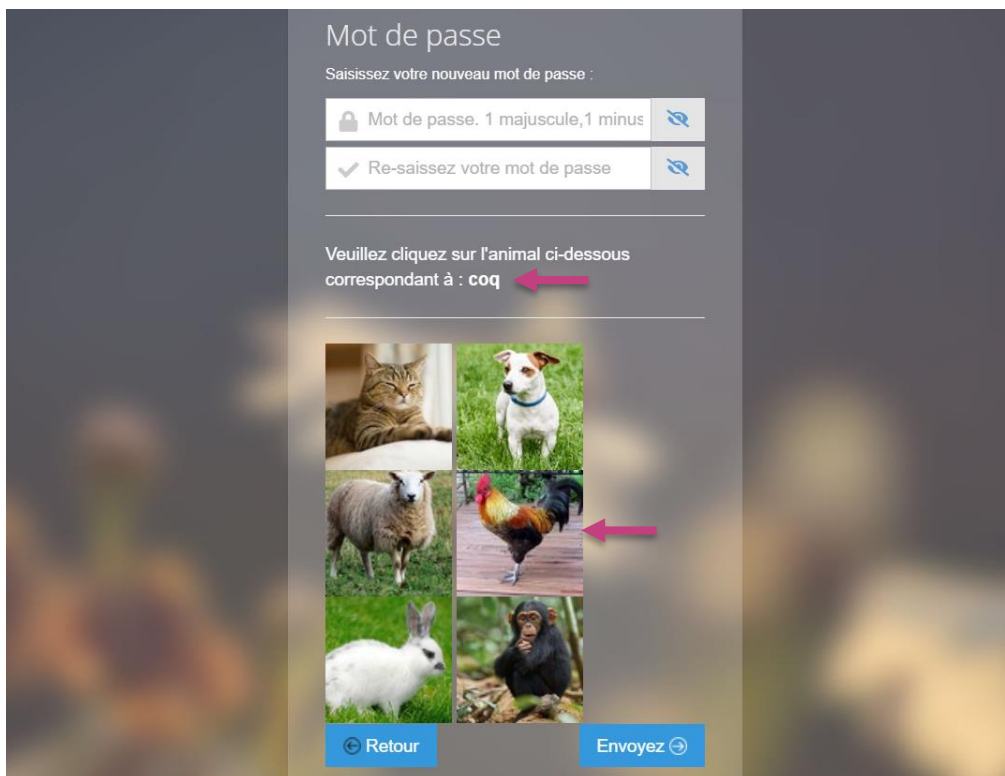 Mot de passe
Saisissez votre nouveau mot de passe :
Mot de passe. 1 majuscule,1 minus
Re-saissez votre mot de passe
Veuillez cliquez sur l'animal ci-dessous
correspondant à : coq
Retour
Envoyez